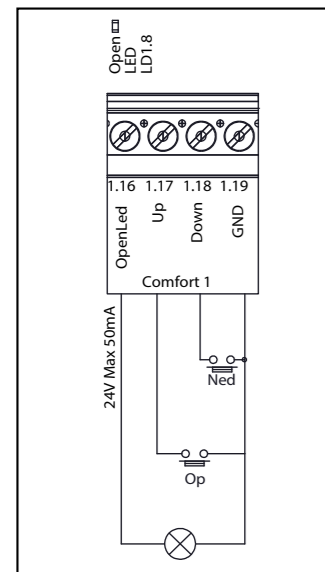 Open
LED
LD1.8
1.16 1.17 1.18 1.19
OpenLed
Up
Down
GND
Comfort 1
24V Max 50mA
Ned
Op